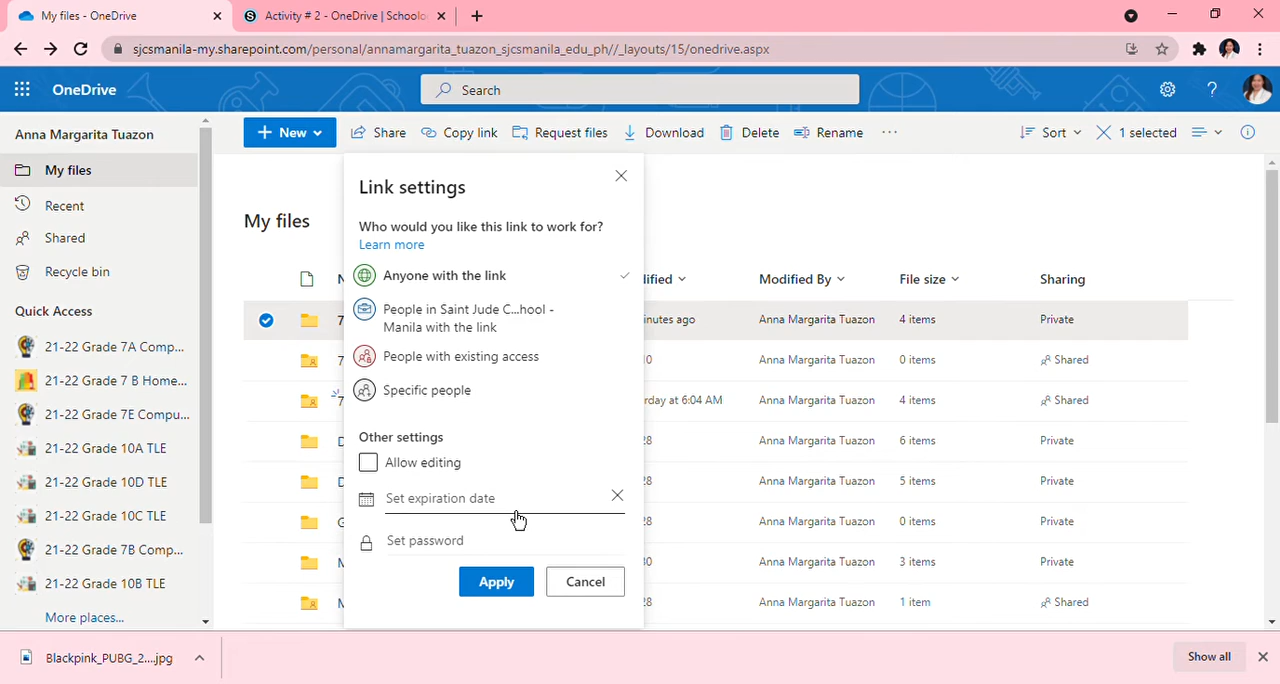 My files - OneDrive
Activity # 2 - OneDrive | Schoolo
sjcsmanila-my.sharepoint.com/personal/annamargarita_tuazon_sjcsmanila_edu_ph//_layouts/15/onedrive.aspx
OneDrive
Search
Anna Margarita Tuazon
New
Share
Copy link
Request files
Download
Delete
Rename
Sort
1 selected
My files
Recent
Shared
Recycle bin
Quick Access
21-22 Grade 7A Comp...
21-22 Grade 7 B Home...
21-22 Grade 7E Compu...
21-22 Grade 10A TLE
21-22 Grade 10D TLE
21-22 Grade 10C TLE
21-22 Grade 7B Comp...
21-22 Grade 10B TLE
More places...
My files
Link settings
Who would you like this link to work for?
Learn more
Anyone with the link
People in Saint Jude C...hool -
Manila with the link
People with existing access
Specific people
Other settings
Allow editing
Set expiration date
Set password
Apply
Cancel
N ified Modified By File size Sharing
7 inutes ago Anna Margarita Tuazon 4 items Private
7 0 Anna Margarita Tuazon 0 items Shared
7 rday at 6:04 AM Anna Margarita Tuazon 4 items Shared
28 Anna Margarita Tuazon 6 items Private
28 Anna Margarita Tuazon 5 items Private
28 Anna Margarita Tuazon 0 items Private
30 Anna Margarita Tuazon 3 items Private
28 Anna Margarita Tuazon 1 item Shared
Blackpink_PUBG_2....jpg
Show all